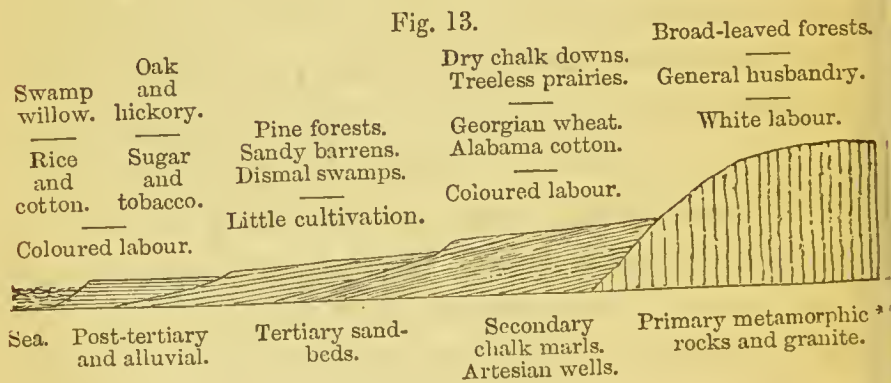 Fig. 13.
Swamp
willow.
Rice
and
cotton.
Oak
and
hickory.
Sugar
and
tobacco.
Coloured labour.
Pine forests.
Sandy barrens.
Dismal swamps.
Little cultivation.
Dry chalk downs.
Treeless prairies.
Georgian wheat.
Alabama cotton.
Coloured labour.
Broad-leaved forests.
General husbandry.
White labour.
Sea.
Post-tertiary
and alluvial.
Tertiary sand-
beds.
Secondary
chalk marls.
Artesian wells.
Primary metamorphic *
rocks and granite.